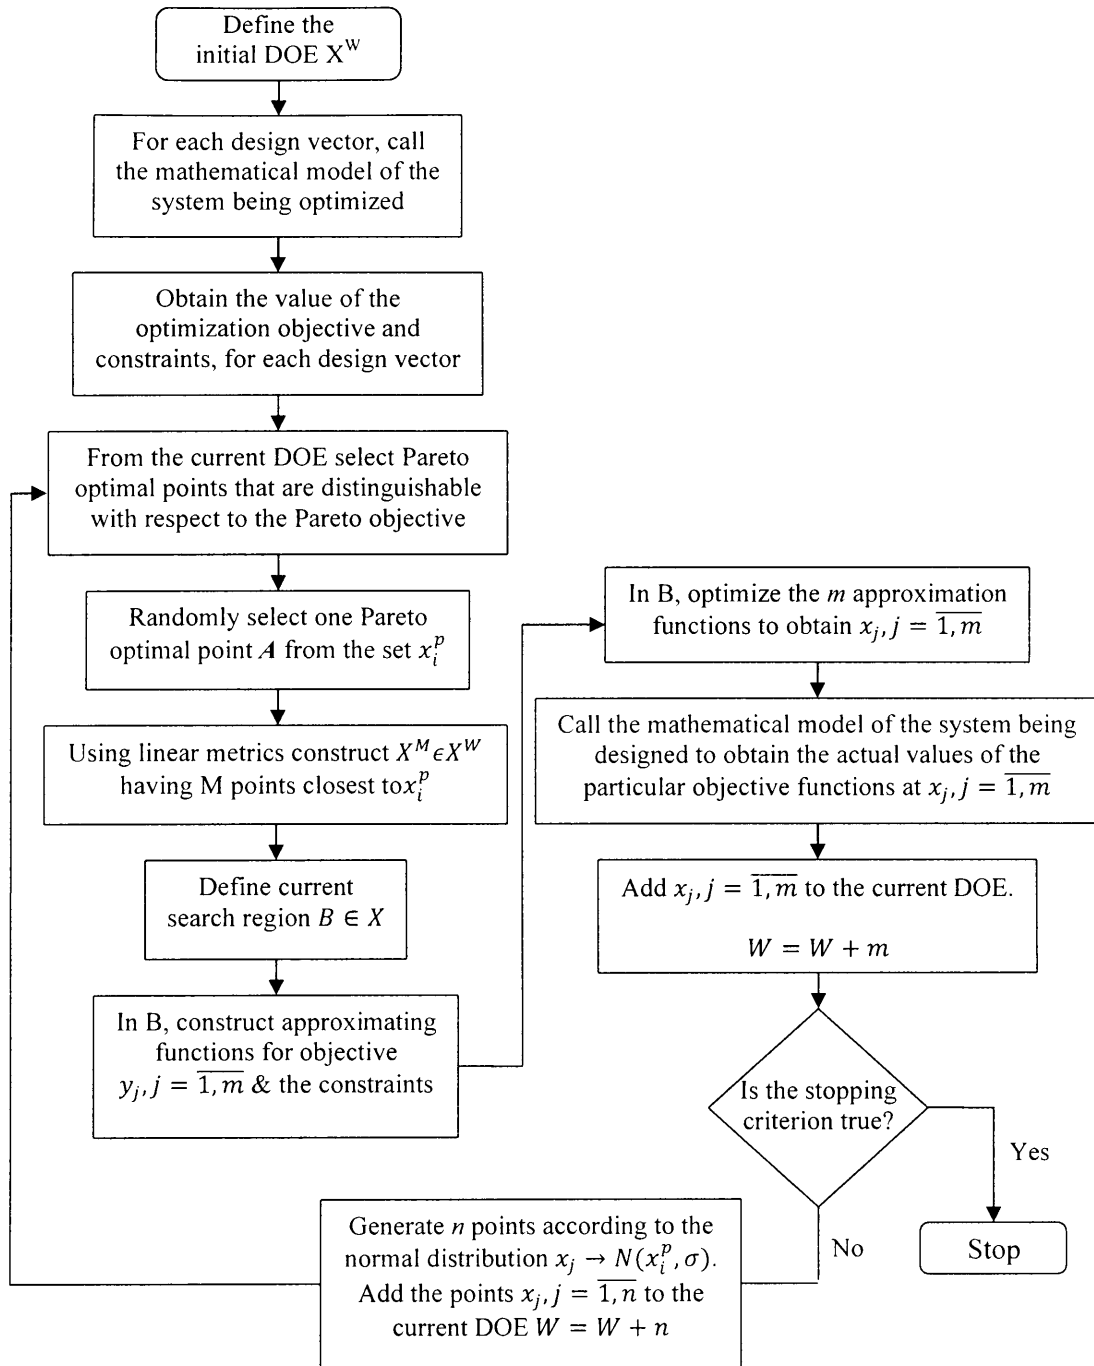 Define the
initial DOE X^W
For each design vector, call
the mathematical model of the
system being optimized
Obtain the value of the
optimization objective and
constraints, for each design vector
From the current DOE select Pareto
optimal points that are distinguishable
with respect to the Pareto objective
Randomly select one Pareto
optimal point A from the set x_i^p
Using linear metrics construct X^M ϵ X^W
having M points closest to x_i^p
Define current
search region B ∈ X
In B, construct approximating
functions for objective
y_j, j = \overline{1, m} & the constraints
In B, optimize the m approximation
functions to obtain x_j, j = \overline{1, m}
Call the mathematical model of the system being
designed to obtain the actual values of the
particular objective functions at x_j, j = \overline{1, m}
Add x_j, j = \overline{1, m} to the current DOE.
W = W + m
Is the stopping
criterion true?
Yes
Stop
No
Generate n points according to the
normal distribution x_j → N(x_i^p, σ).
Add the points x_j, j = \overline{1, n} to the
current DOE W = W + n